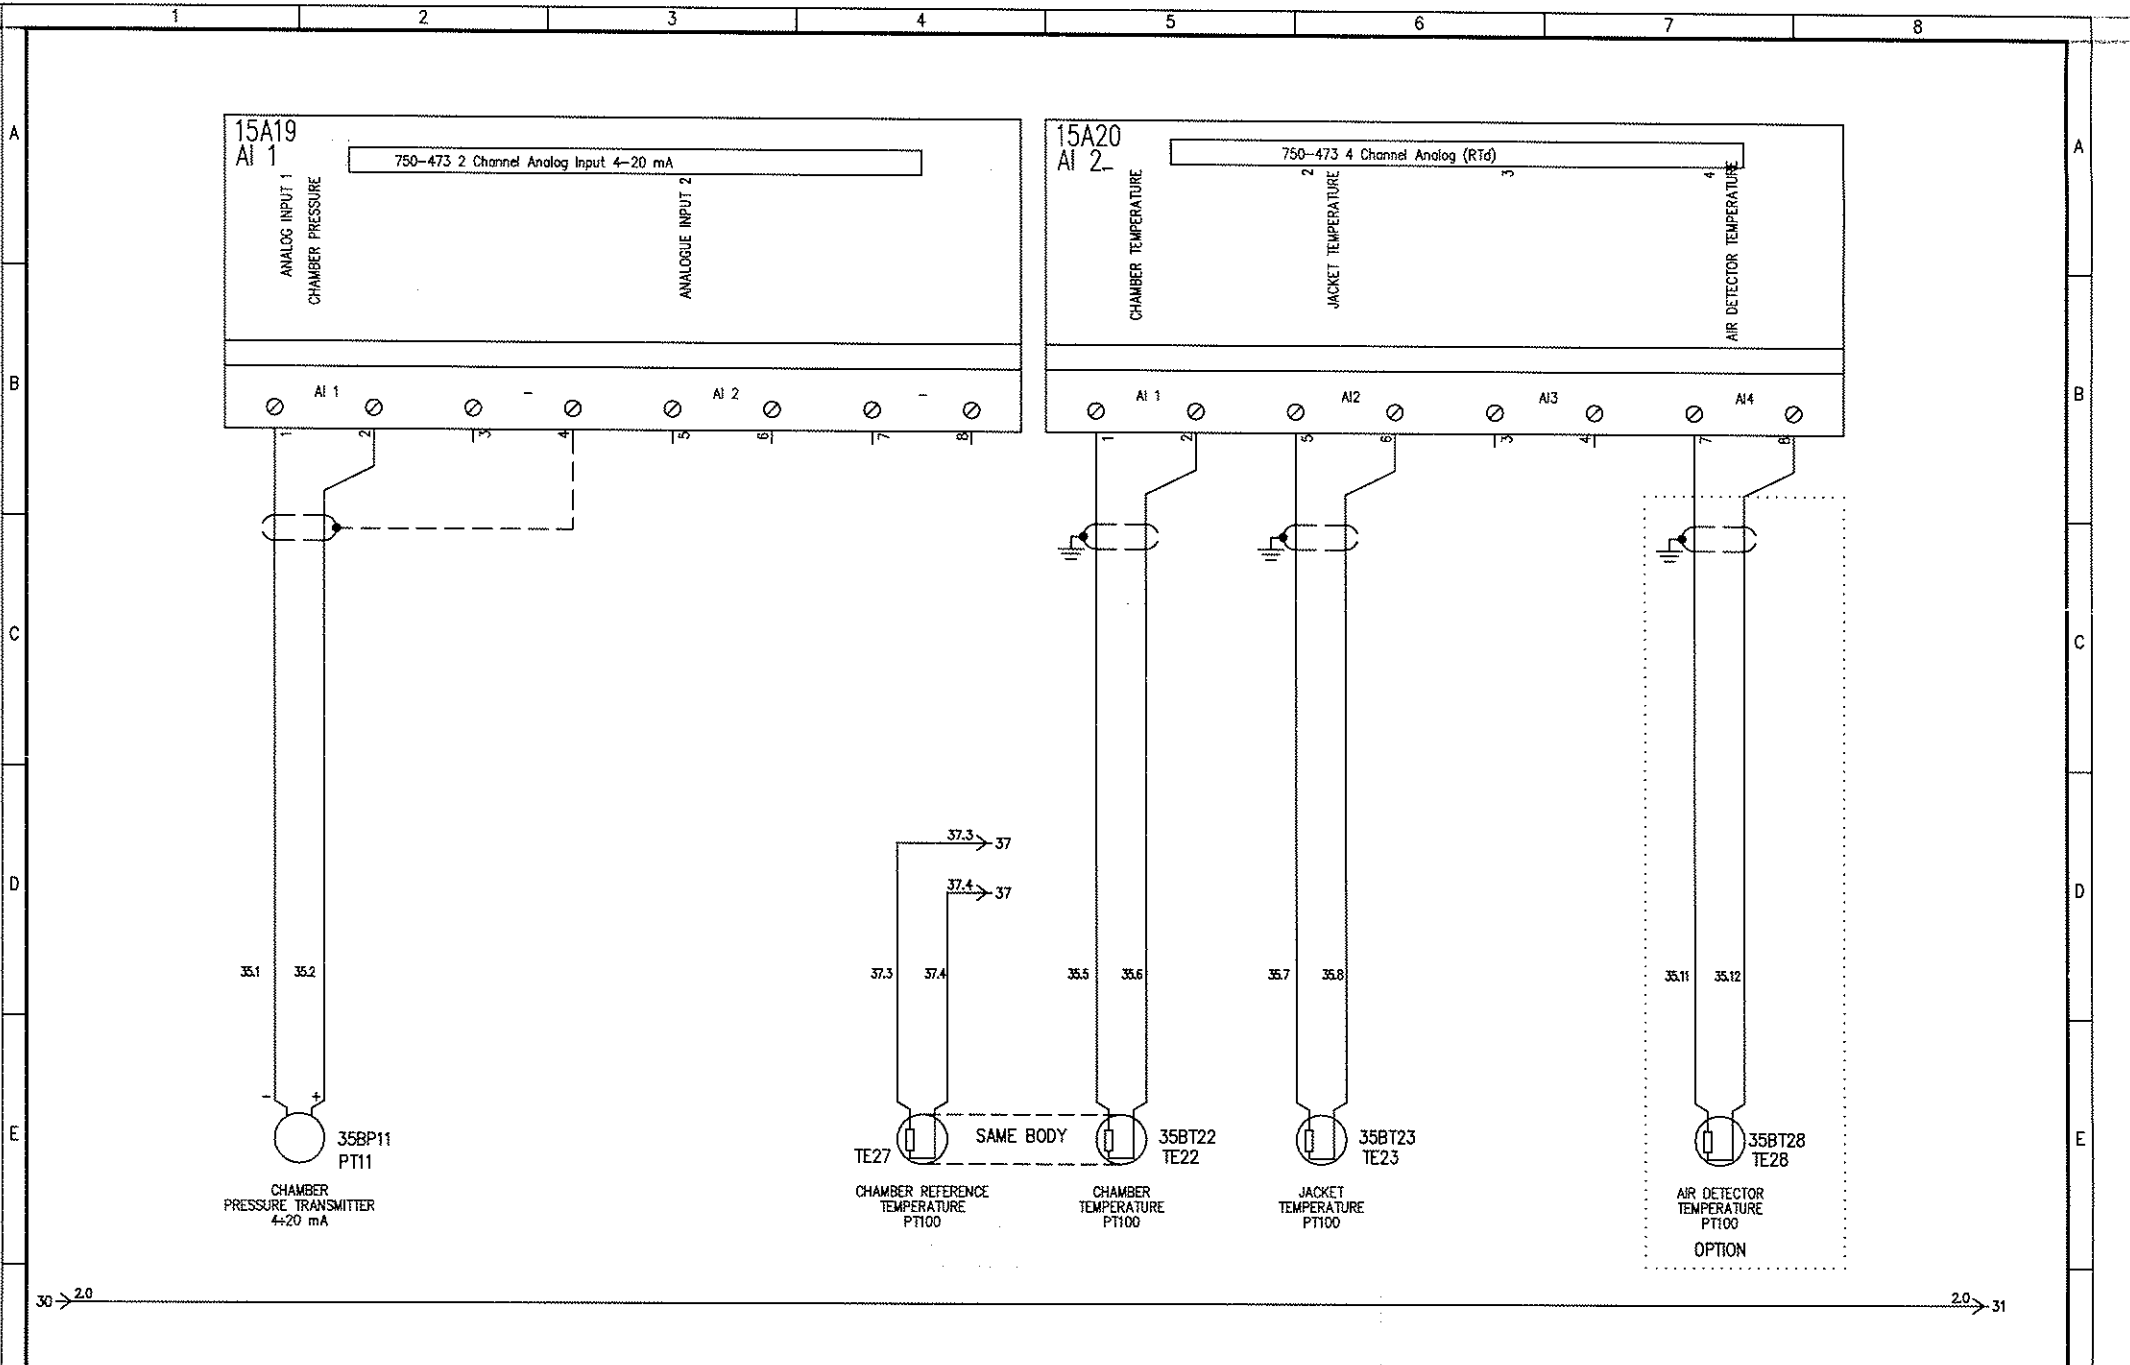 1 2 3 4 5 6 7 8
A
A
15A19
AI 1
750-473 2 Channel Analog Input 4-20 mA
ANALOG INPUT 1
CHAMBER PRESSURE
ANALOGUE INPUT 2
15A20
AI 2_
750-473 4 Channel Analog (RTd)
CHAMBER TEMPERATURE
2
JACKET TEMPERATURE
3
4
AIR DETECTOR TEMPERATURE
B
B
AI 1 - AI 2 -
1 2 3 4 5 6 7 8
AI 1 AI2 AI3 AI4
1 2 5 6 3 4 7 8
C
C
37.3 37
37.4 37
D
D
35.1 35.2 37.3 37.4 35.5 35.6 35.7 35.8 35.11 35.12
- +
E
E
35BP11
PT11
CHAMBER
PRESSURE TRANSMITTER
4÷20 mA
TE27
SAME BODY
CHAMBER REFERENCE
TEMPERATURE
PT100
35BT22
TE22
CHAMBER
TEMPERATURE
PT100
35BT23
TE23
JACKET
TEMPERATURE
PT100
35BT28
TE28
AIR DETECTOR
TEMPERATURE
PT100
OPTION
30 2.0
2.0 31